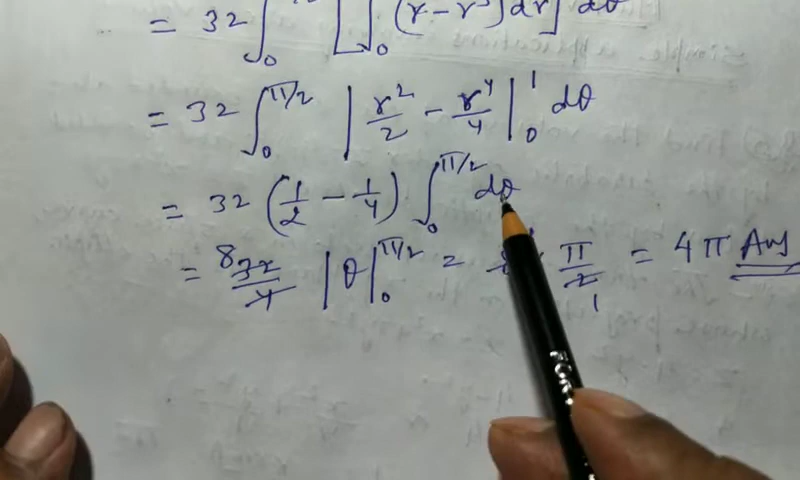 = 32 ∫₀ [∫₀ (r – r³) dr] dθ
= 32 ∫₀^π/2 | r²/2 – r⁴/4 |₀¹ dθ
= 32 (1/2 – 1/4) ∫₀^π/2 dθ
= 8 32/4 | θ |₀^π/2 = π/2 1 = 4π Ans